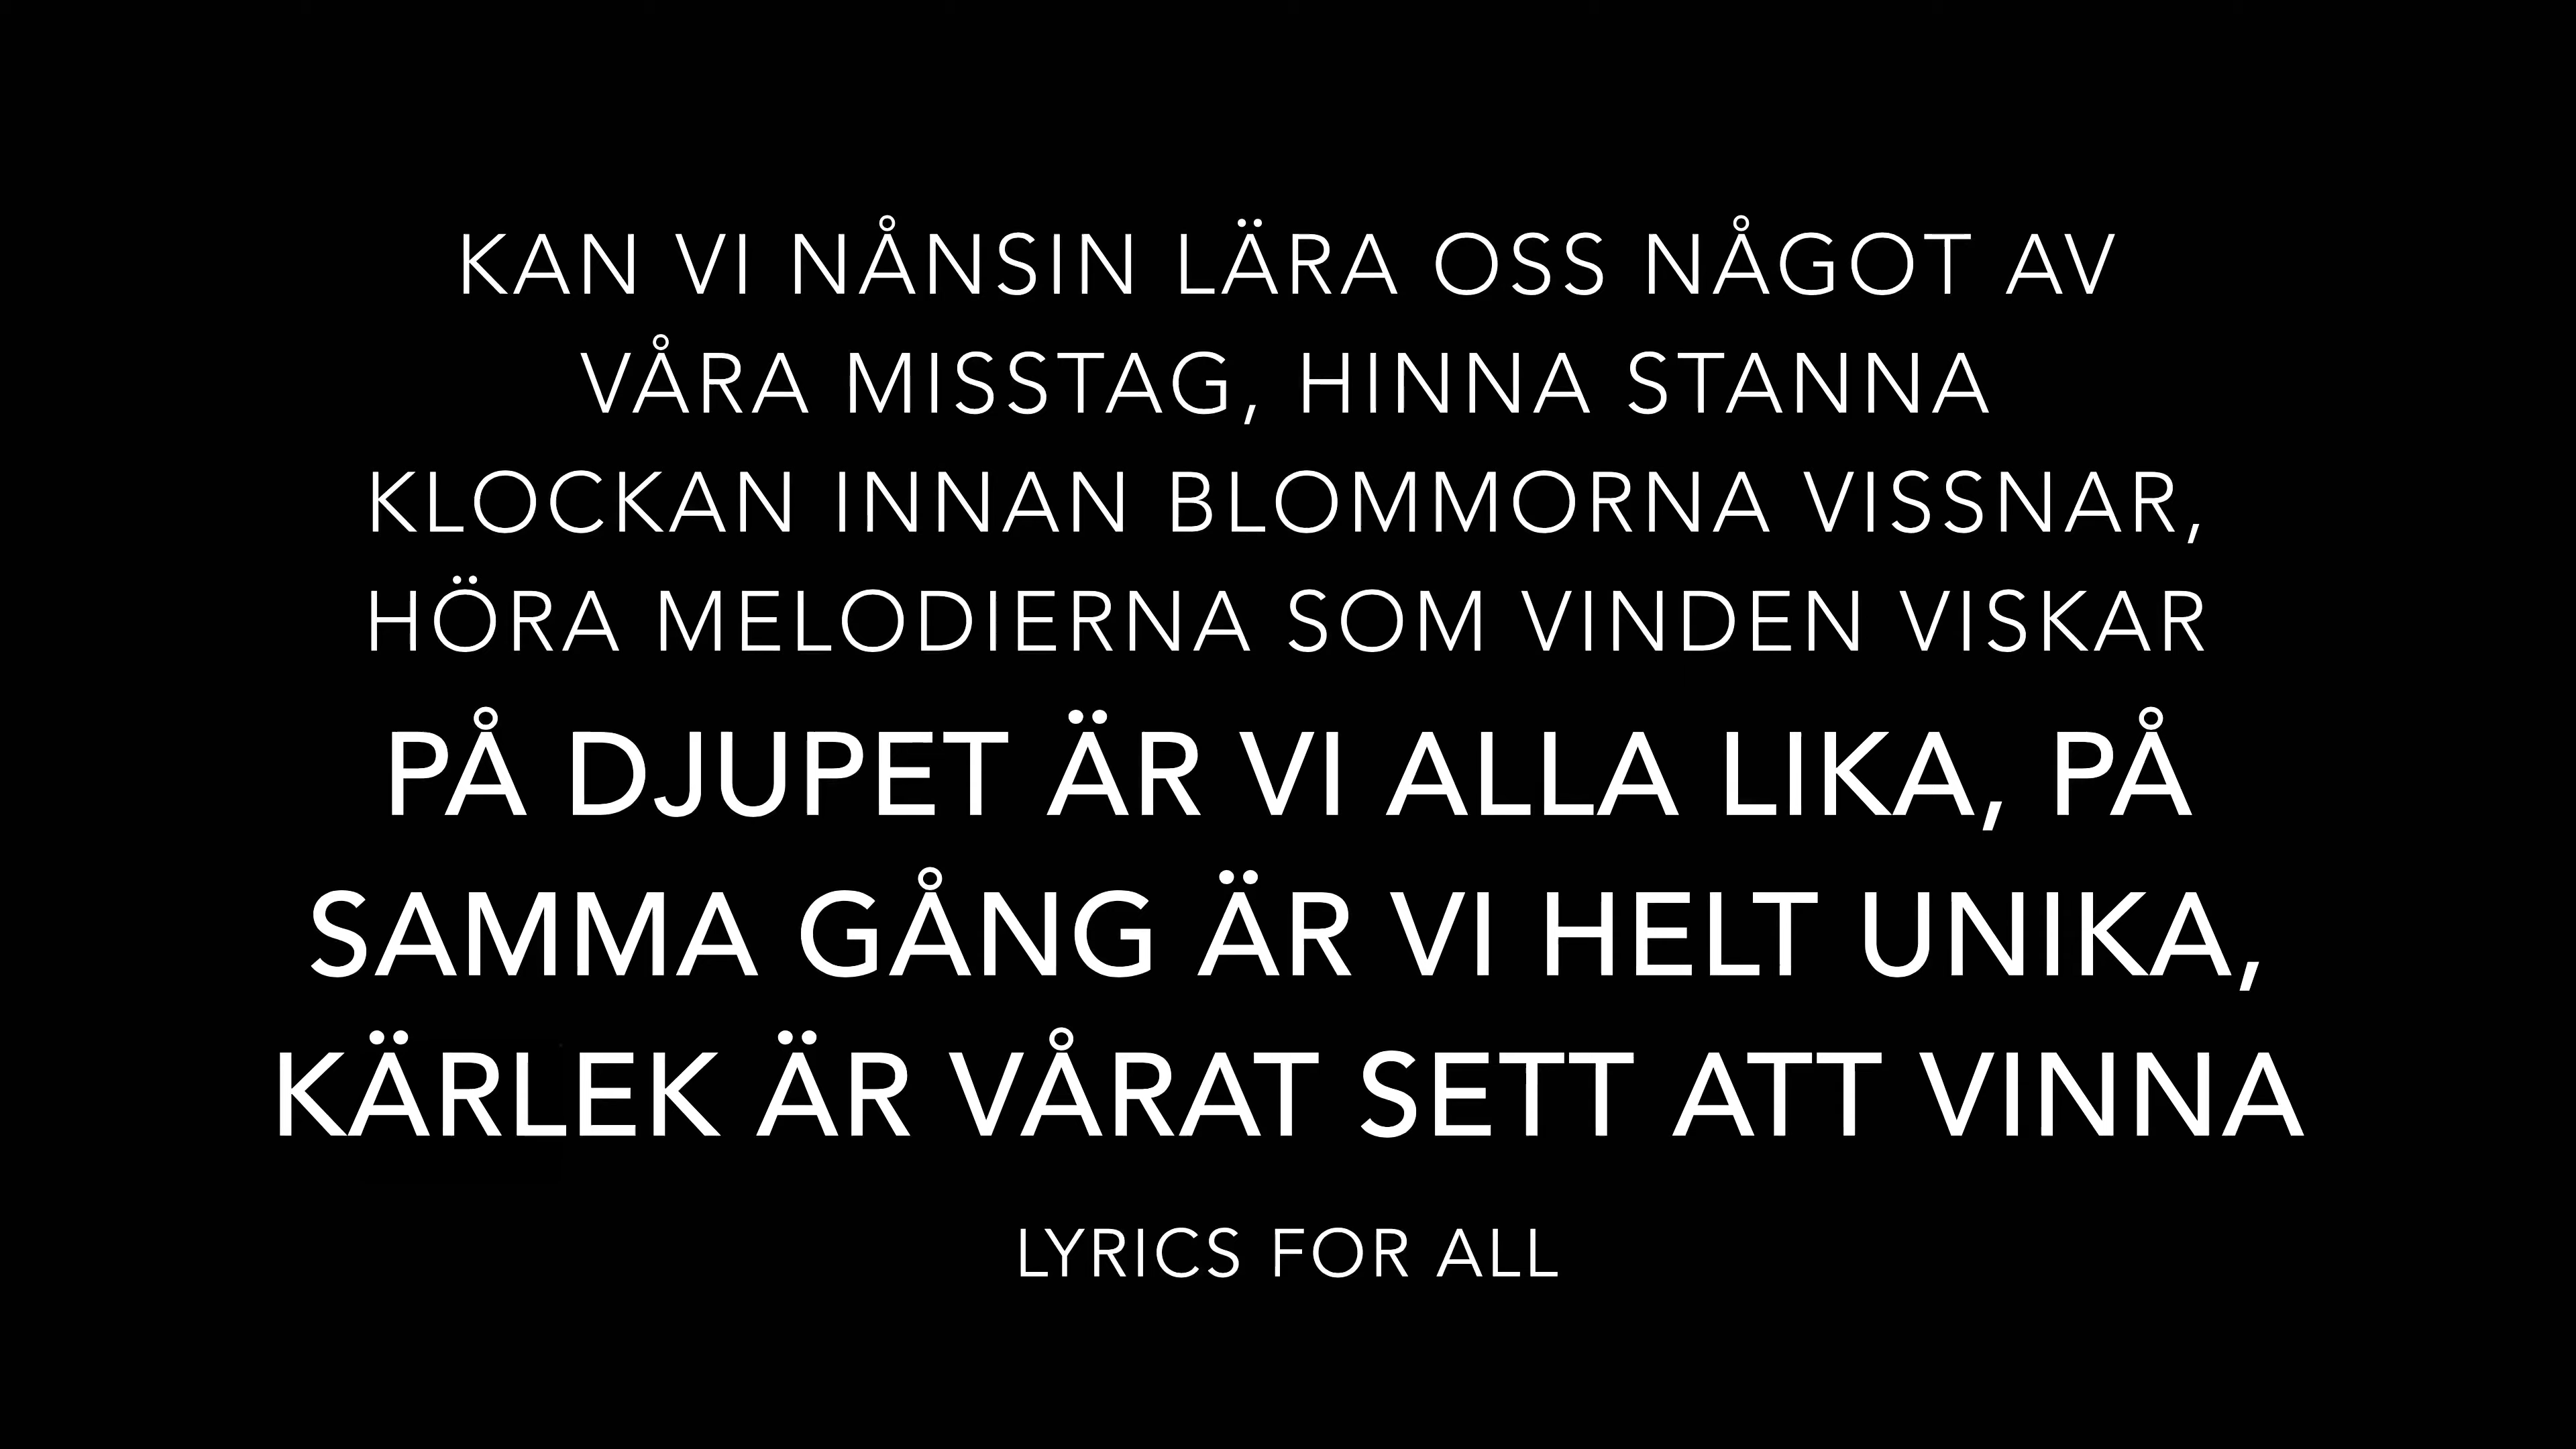 KAN VI NÅNSIN LÄRA OSS NÅGOT AV
VÅRA MISSTAG, HINNA STANNA
KLOCKAN INNAN BLOMMORNA VISSNAR,
HÖRA MELODIERNA SOM VINDEN VISKAR
PÅ DJUPET ÄR VI ALLA LIKA, PÅ
SAMMA GÅNG ÄR VI HELT UNIKA,
KÄRLEK ÄR VÅRAT SETT ATT VINNA
LYRICS FOR ALL